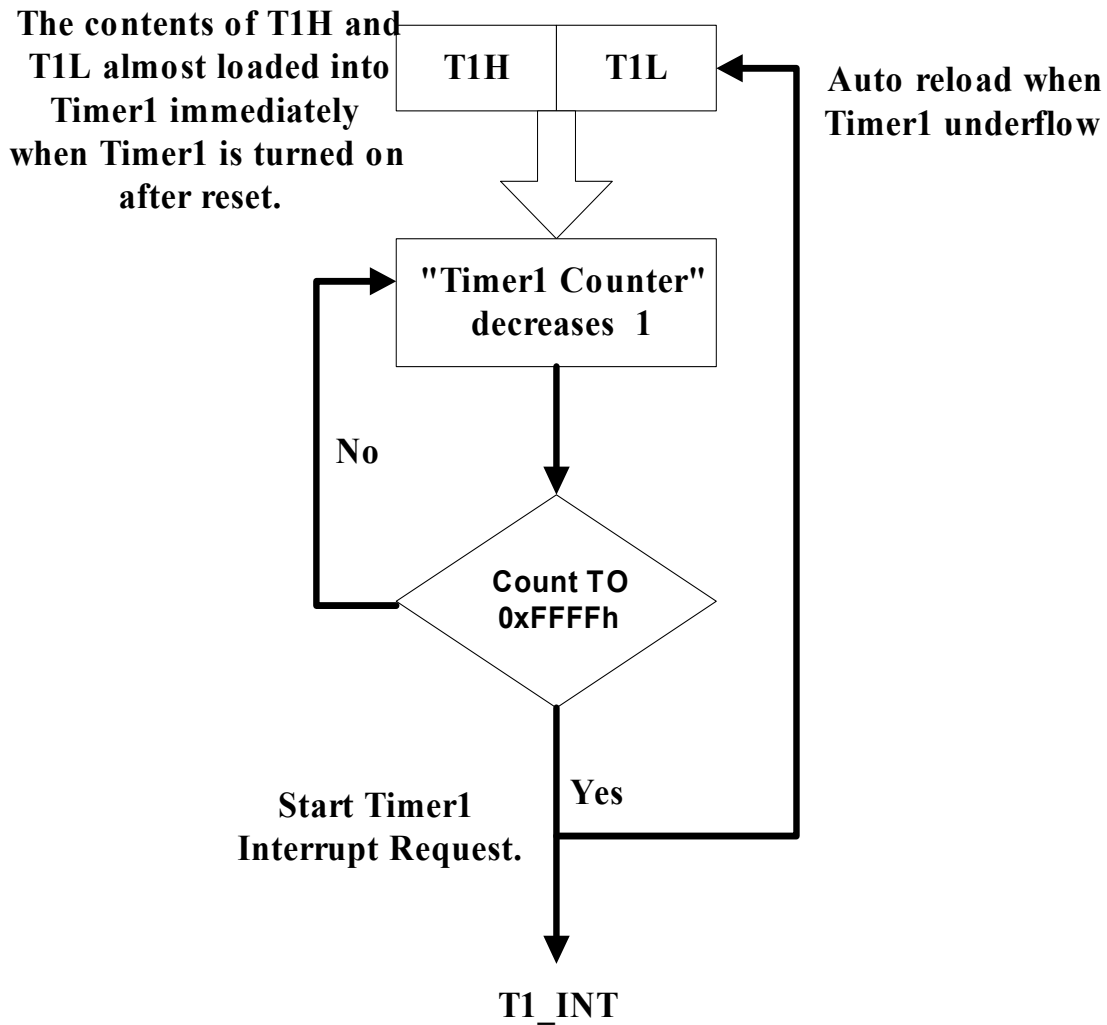 The contents of T1H and
T1L almost loaded into
Timer1 immediately
when Timer1 is turned on
after reset.
T1H
T1L
Auto reload when
Timer1 underflow
"Timer1 Counter"
decreases 1
No
Count TO
0xFFFFh
Yes
Start Timer1
Interrupt Request.
T1_INT